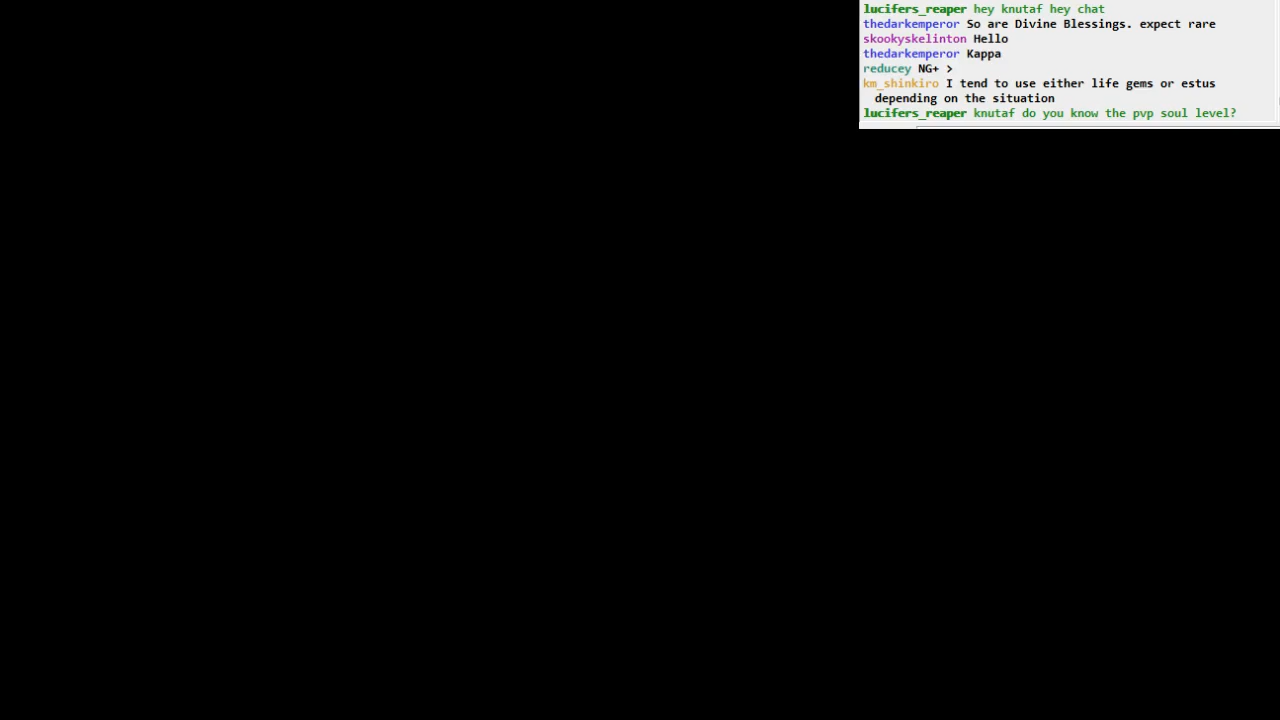 lucifers_reaper hey knutaf hey chat
thedarkemperor So are Divine Blessings. expect rare
skookyskelinton Hello
thedarkemperor Kappa
reducey NG+ >
km_shinkiro I tend to use either life gems or estus
depending on the situation
lucifers_reaper knutaf do you know the pvp soul level?